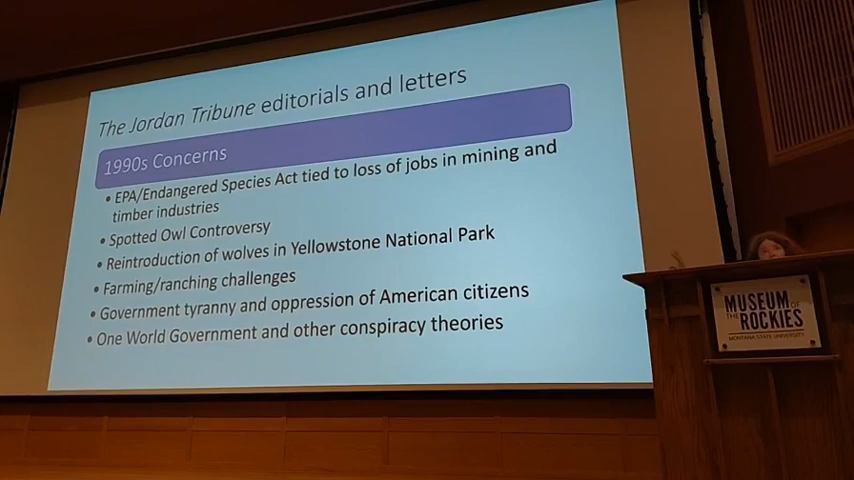 The Jordan Tribune editorials and letters
1990s Concerns
• EPA/Endangered Species Act tied to loss of jobs in mining and
timber industries
• Spotted Owl Controversy
• Reintroduction of wolves in Yellowstone National Park
• Farming/ranching challenges
• Government tyranny and oppression of American citizens
• One World Government and other conspiracy theories
MUSEUM OF
THE ROCKIES
MONTANA STATE UNIVERSITY